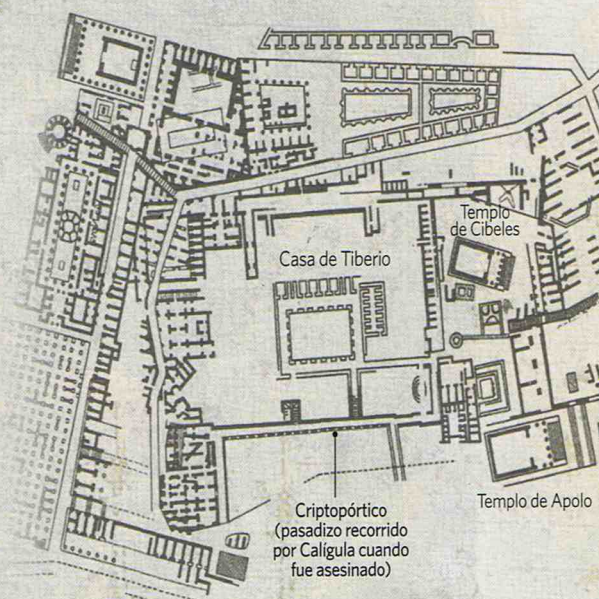 Templo
de Cibeles
Casa de Tiberio
Templo de Apolo
Criptopórtico
(pasadizo recorrido
por Calígula cuando
fue asesinado)